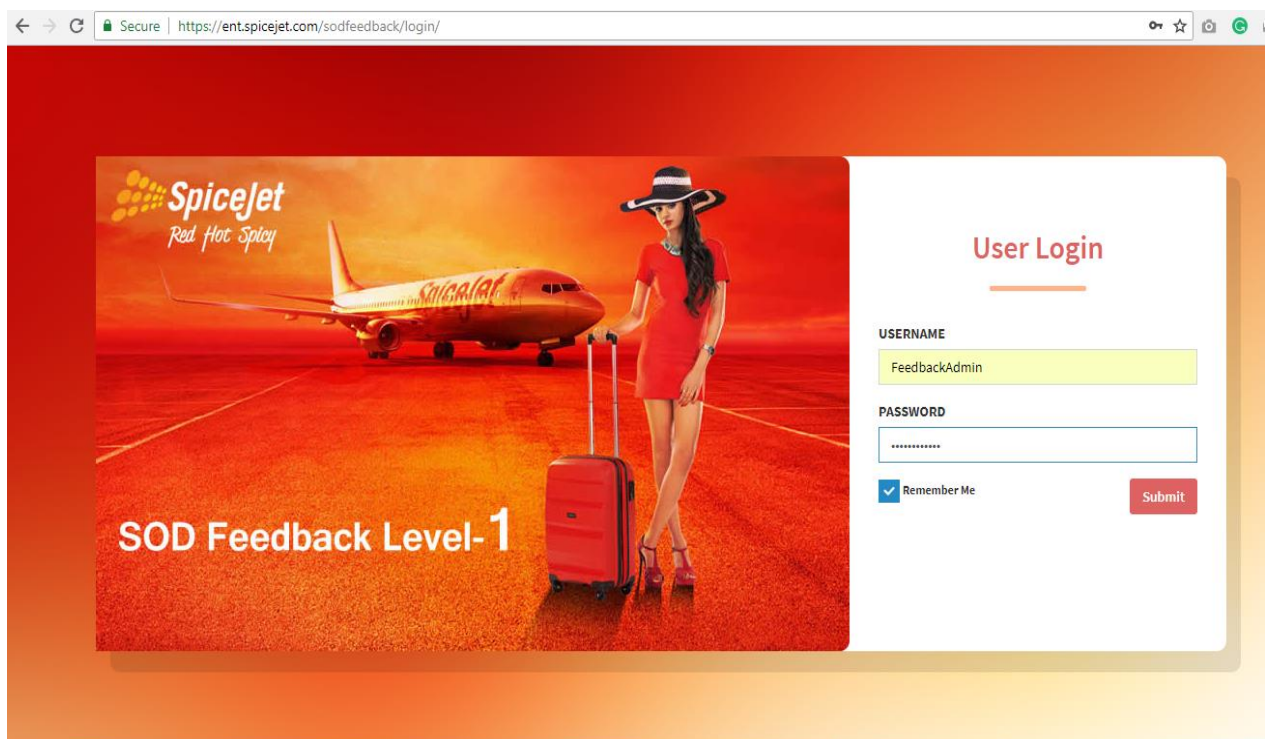 Secure | https://ent.spicejet.com/sodfeedback/login/
SpiceJet
Red Hot Spicy
SpiceJet
SOD Feedback Level-1
User Login
USERNAME
FeedbackAdmin
PASSWORD
••••••••••••
Remember Me
Submit